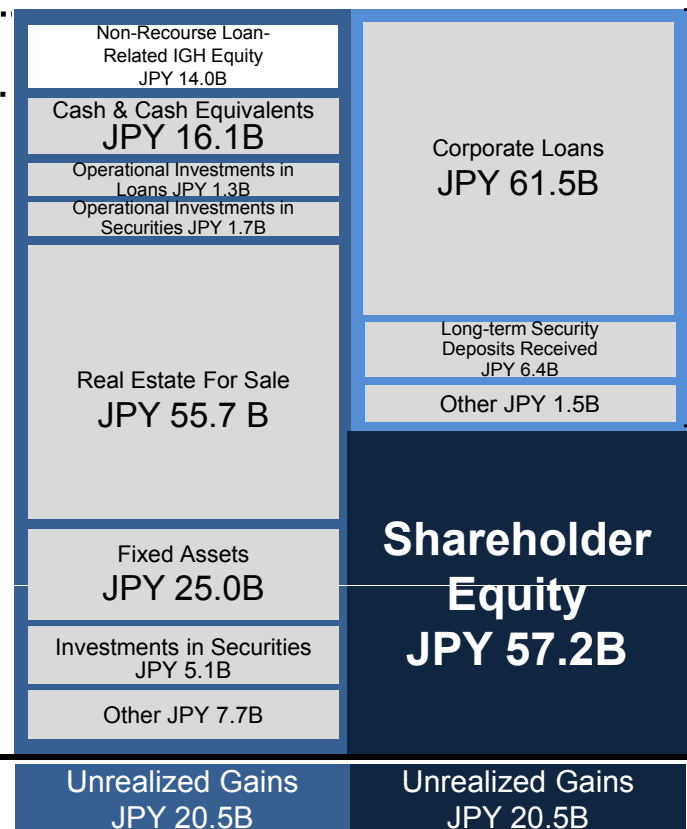 Non-Recourse Loan-
Related IGH Equity
JPY 14.0B
Cash & Cash Equivalents
JPY 16.1B
Operational Investments in
Loans JPY 1.3B
Operational Investments in
Securities JPY 1.7B
Real Estate For Sale
JPY 55.7 B
Fixed Assets
JPY 25.0B
Investments in Securities
JPY 5.1B
Other JPY 7.7B
Corporate Loans
JPY 61.5B
Long-term Security
Deposits Received
JPY 6.4B
Other JPY 1.5B
Shareholder
Equity
JPY 57.2B
Unrealized Gains
JPY 20.5B
Unrealized Gains
JPY 20.5B